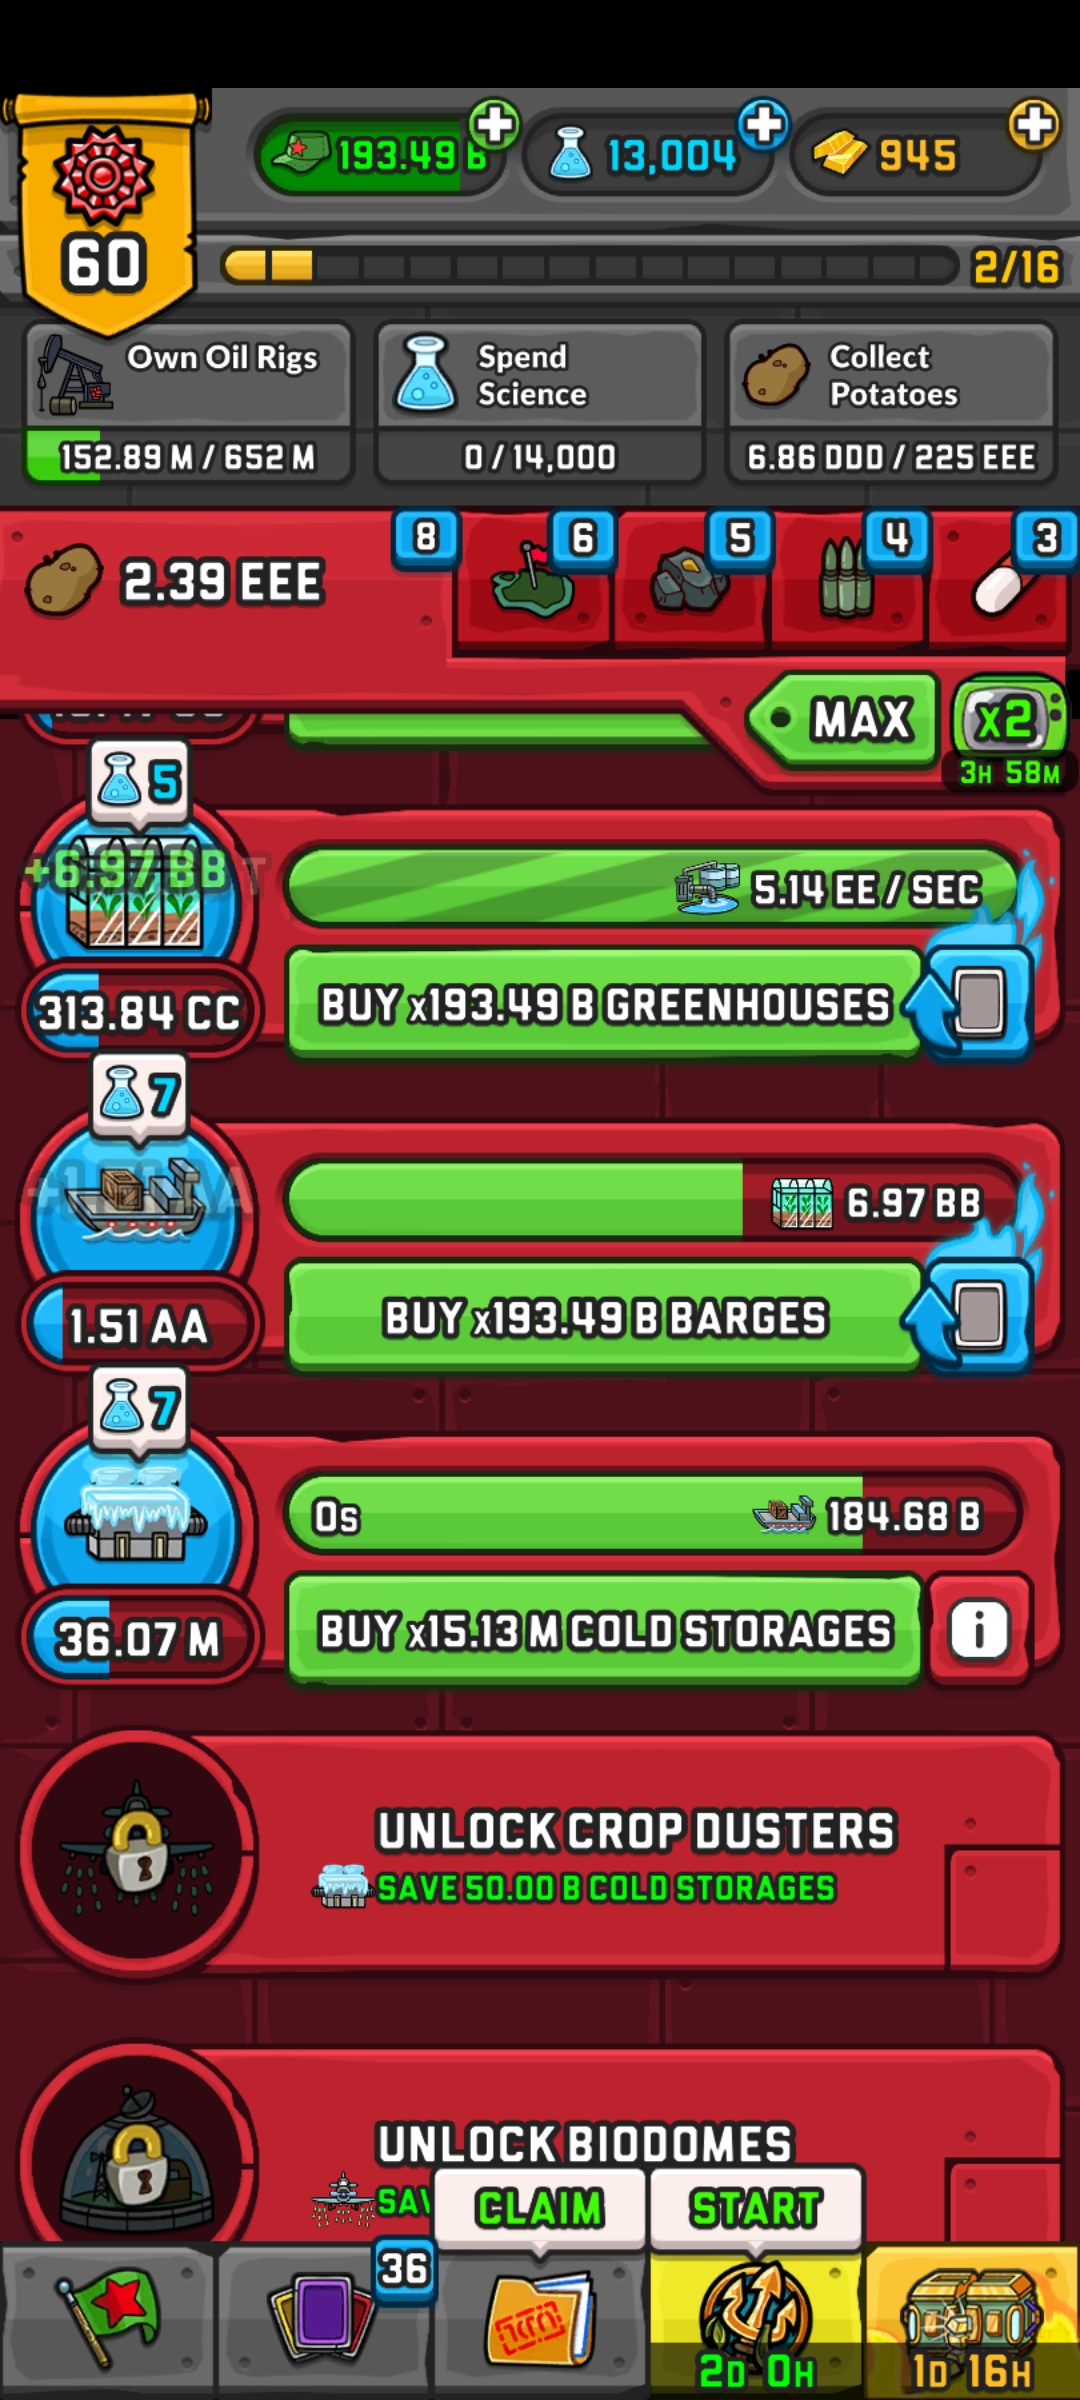 193.49 B
13,004
945
60
2/16
Own Oil Rigs
152.89 M / 652 M
Spend
Science
0 / 14,000
Collect
Potatoes
6.86 DDD / 225 EEE
2.39 EEE
8
6
5
4
3
MAX
x2
3H 58M
5
+6.97 BB
5.14 EE / SEC
313.84 CC
BUY x193.49 B GREENHOUSES
7
6.97 BB
1.51 AA
BUY x193.49 B BARGES
7
0s
184.68 B
36.07 M
BUY x15.13 M COLD STORAGES
i
UNLOCK CROP DUSTERS
SAVE 50.00 B COLD STORAGES
UNLOCK BIODOMES
CLAIM
START
36
2D 0H
1D 16H